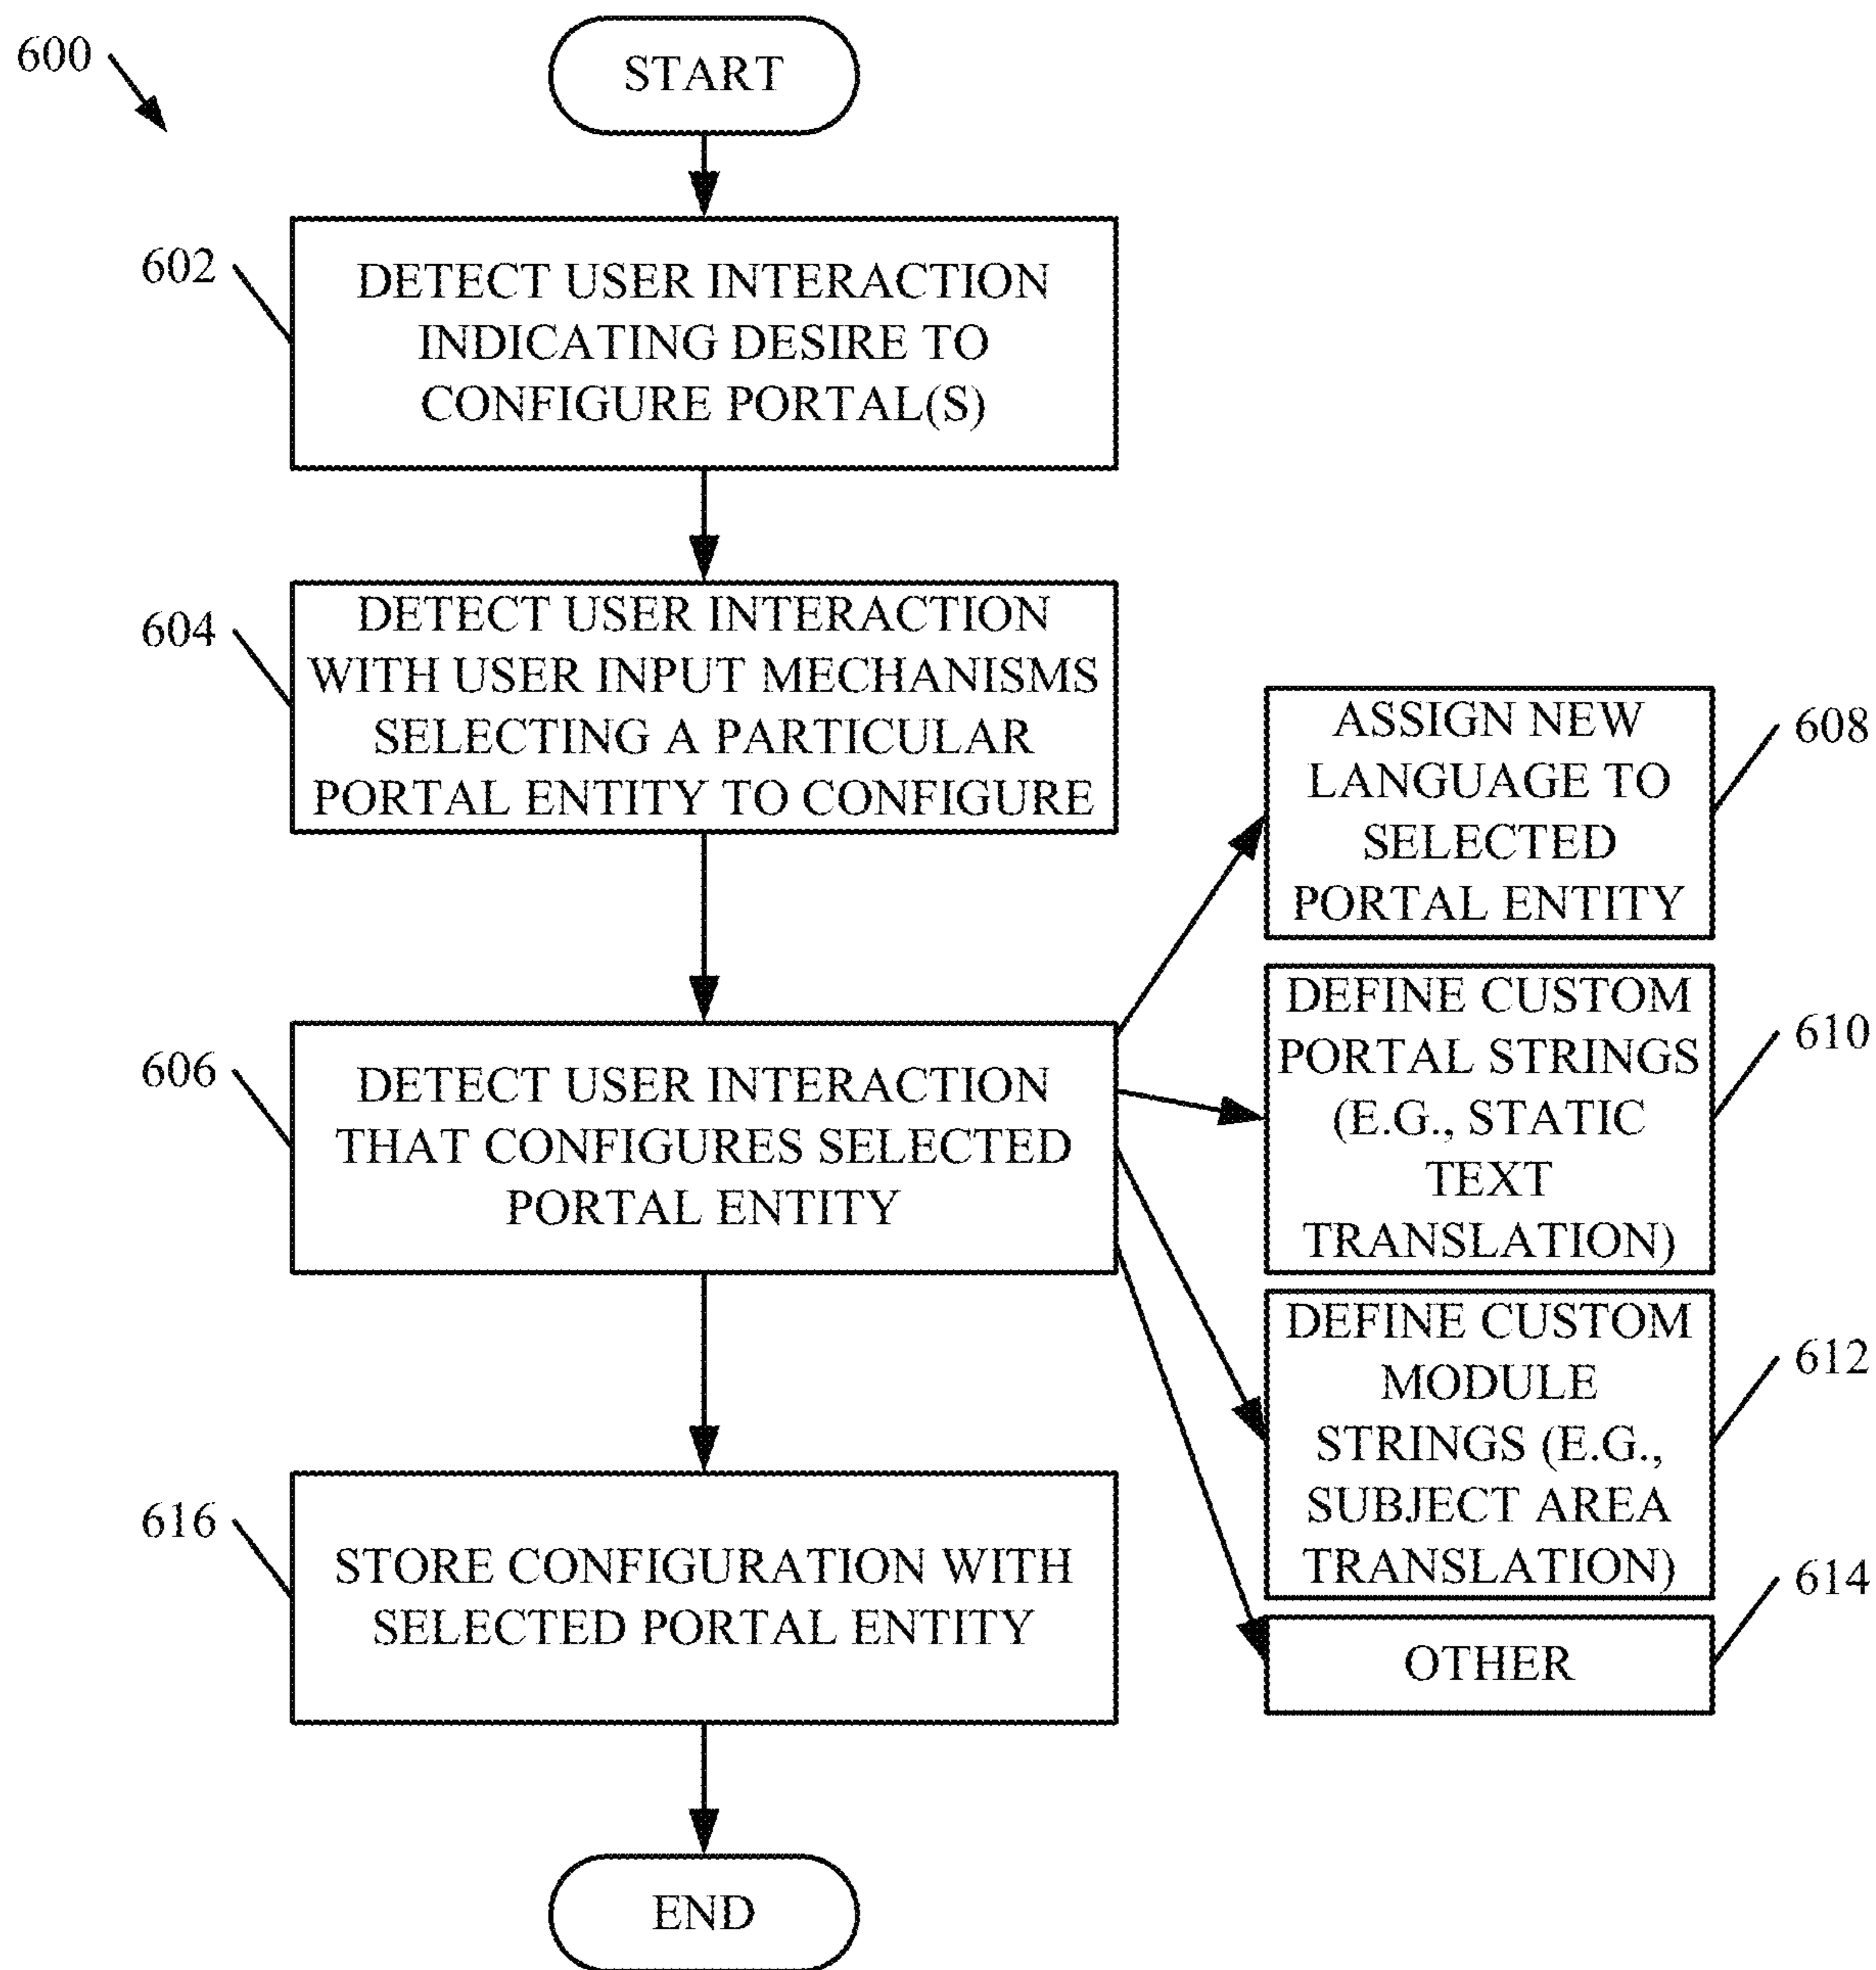 600
START
602
DETECT USER INTERACTION
INDICATING DESIRE TO
CONFIGURE PORTAL(S)
604
DETECT USER INTERACTION
WITH USER INPUT MECHANISMS
SELECTING A PARTICULAR
PORTAL ENTITY TO CONFIGURE
606
DETECT USER INTERACTION
THAT CONFIGURES SELECTED
PORTAL ENTITY
ASSIGN NEW
LANGUAGE TO
SELECTED
PORTAL ENTITY
608
DEFINE CUSTOM
PORTAL STRINGS
(E.G., STATIC
TEXT
TRANSLATION)
610
DEFINE CUSTOM
MODULE
STRINGS (E.G.,
SUBJECT AREA
TRANSLATION)
612
OTHER
614
616
STORE CONFIGURATION WITH
SELECTED PORTAL ENTITY
END